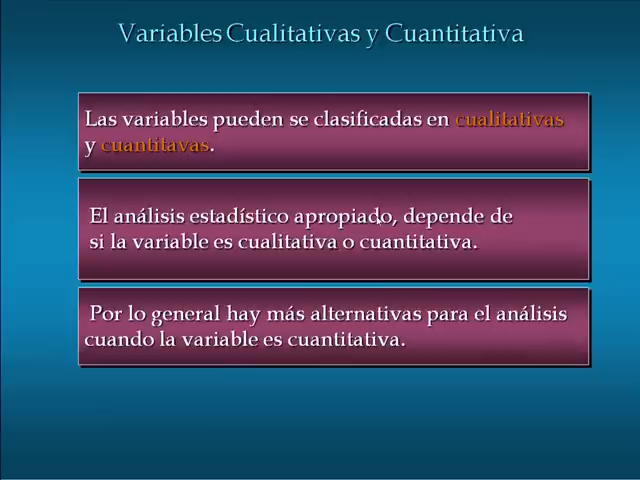 Variables Cualitativas y Cuantitativa
Las variables pueden se clasificadas en cualitativas
y cuantitavas.
El análisis estadístico apropiado, depende de
si la variable es cualitativa o cuantitativa.
Por lo general hay más alternativas para el análisis
cuando la variable es cuantitativa.